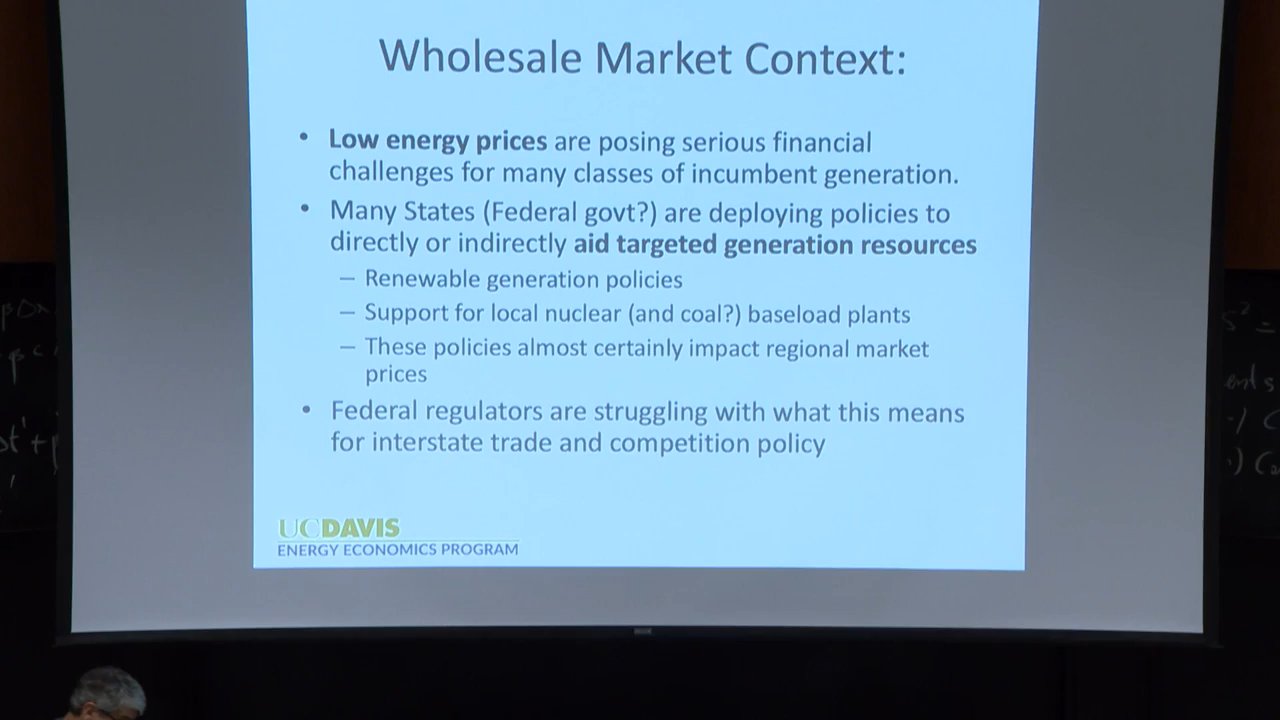 Wholesale Market Context:
• Low energy prices are posing serious financial
challenges for many classes of incumbent generation.
• Many States (Federal govt?) are deploying policies to
directly or indirectly aid targeted generation resources
– Renewable generation policies
– Support for local nuclear (and coal?) baseload plants
– These policies almost certainly impact regional market
prices
• Federal regulators are struggling with what this means
for interstate trade and competition policy
UCDAVIS
ENERGY ECONOMICS PROGRAM